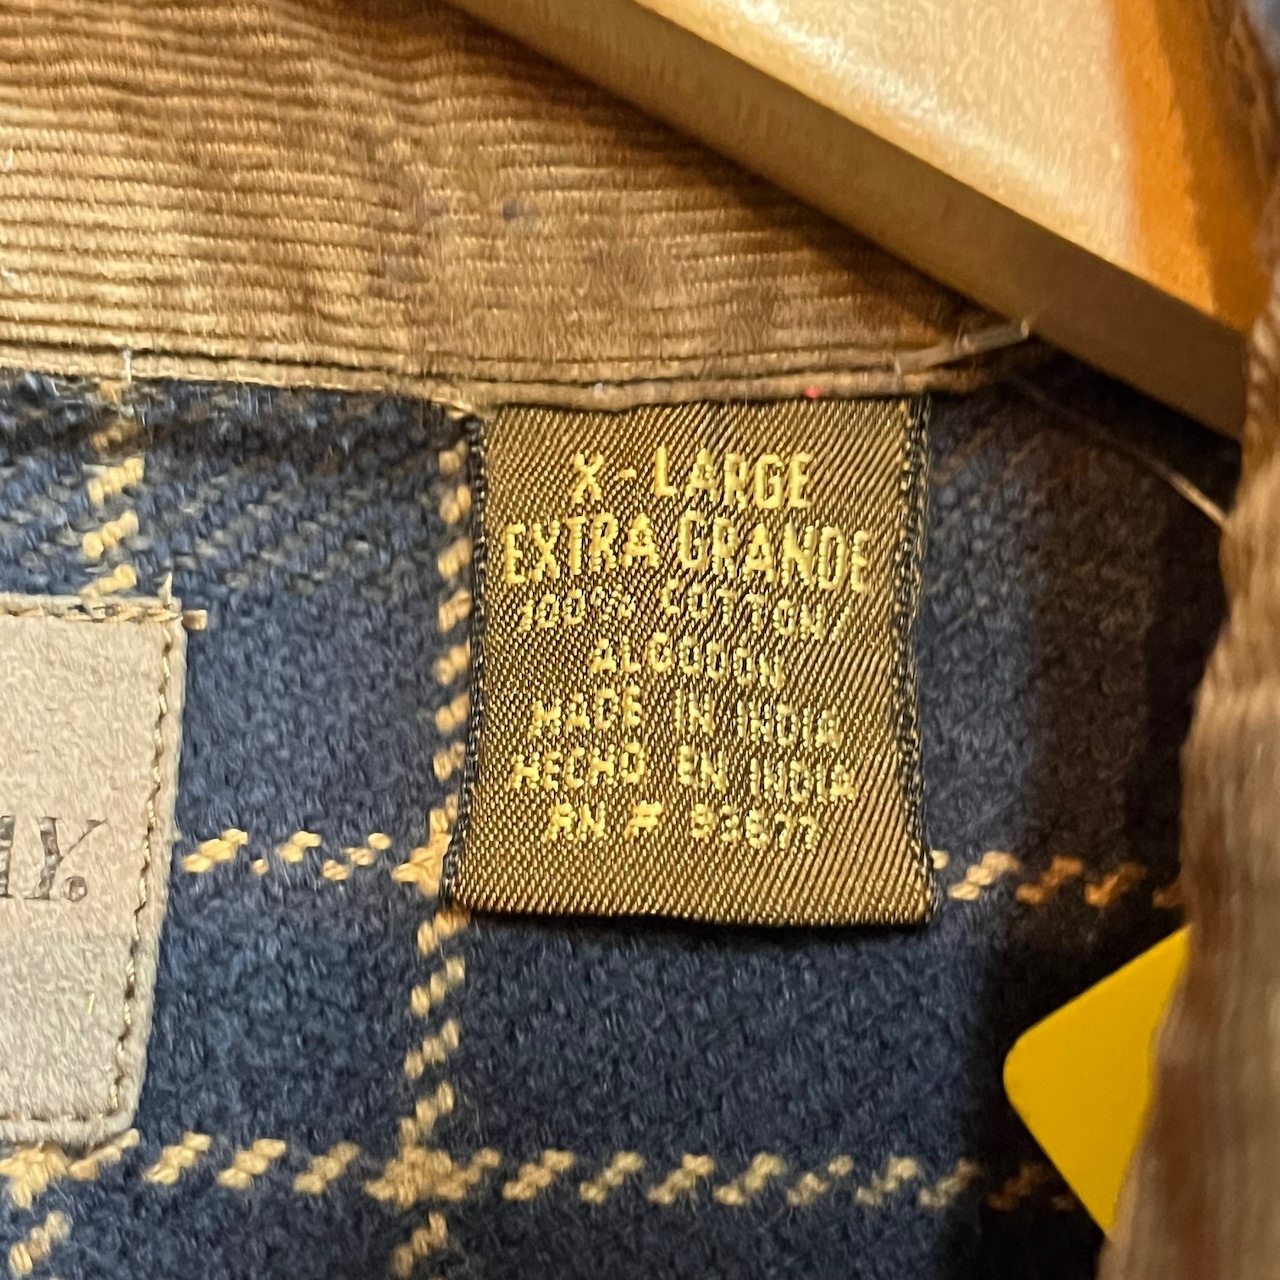 X-LARGE
EXTRA GRANDE
100% COTTON/
ALGODON
MADE IN INDIA
HECHO EN INDIA
RN #